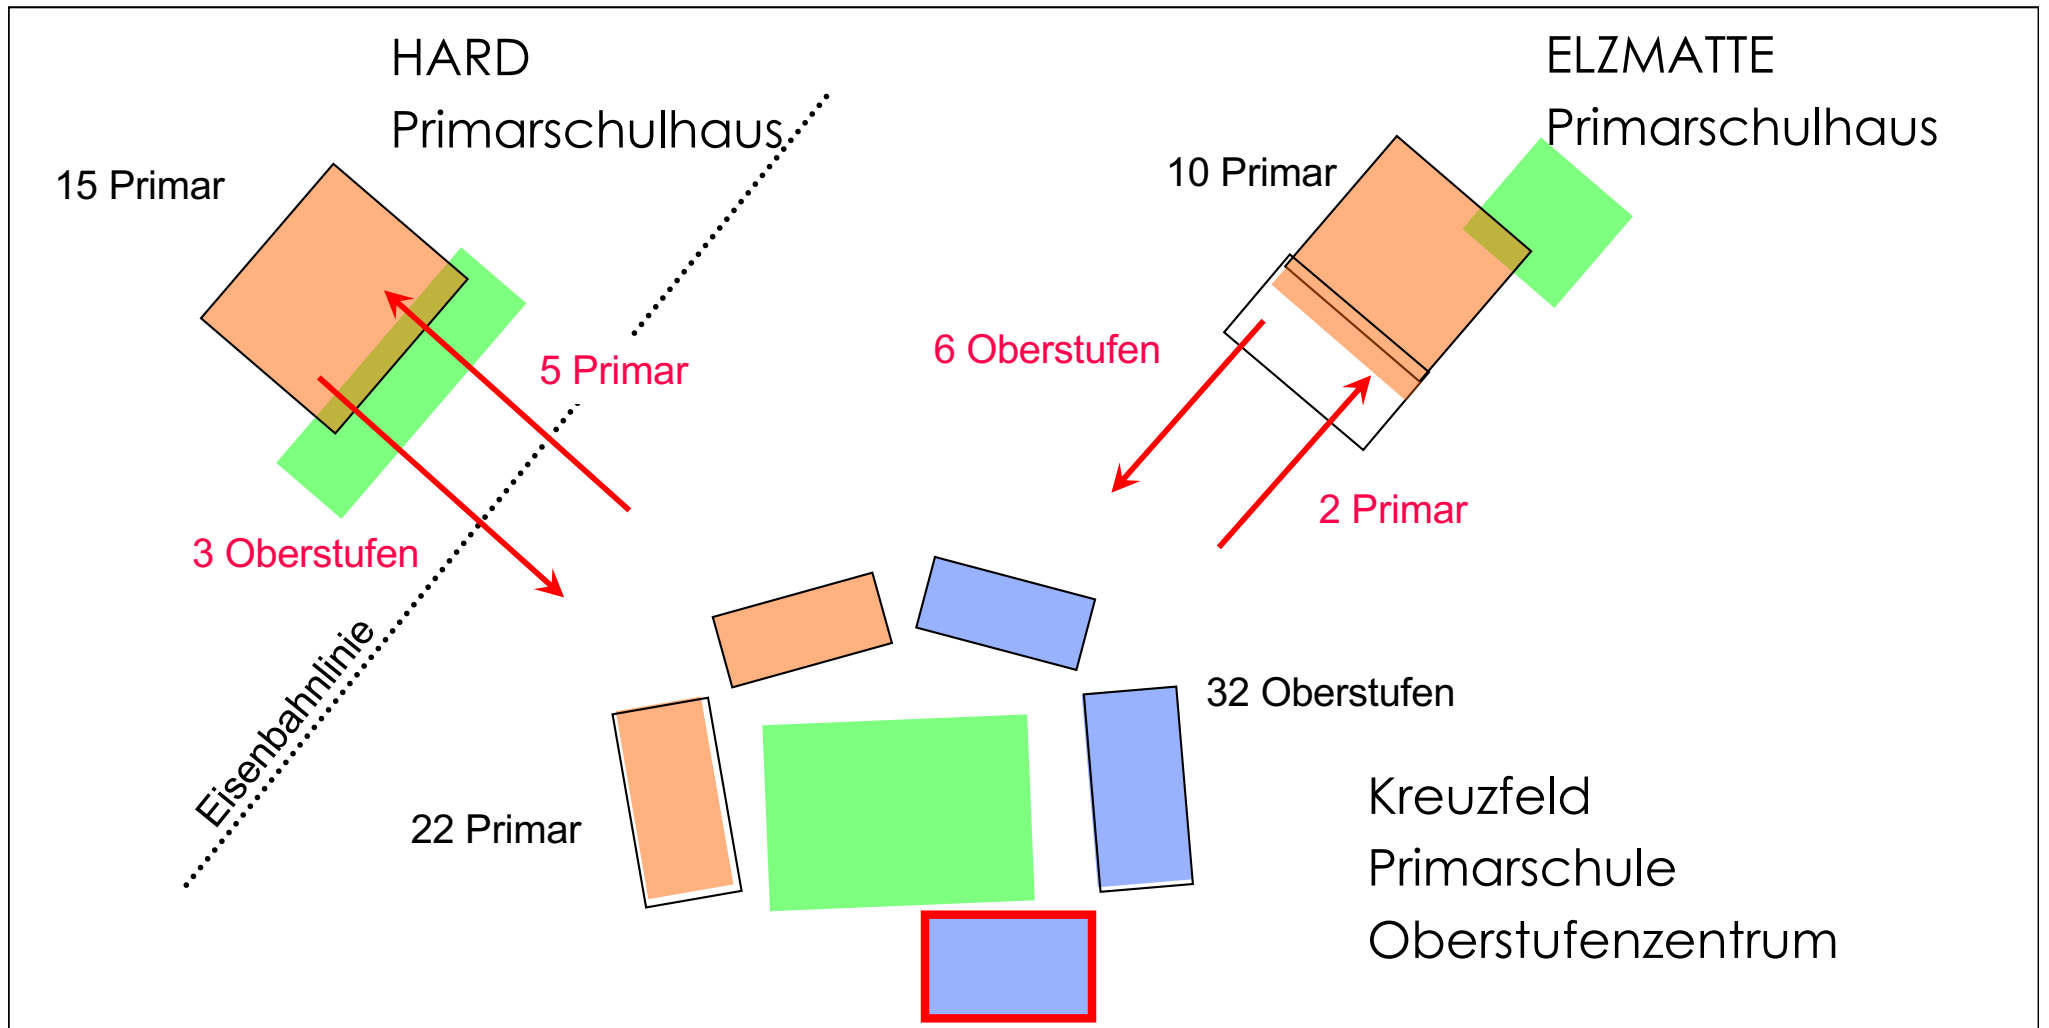 HARD
Primarschulhaus
ELZMATTE
Primarschulhaus
15 Primar
10 Primar
5 Primar
6 Oberstufen
2 Primar
3 Oberstufen
Eisenbahnlinie
32 Oberstufen
22 Primar
Kreuzfeld
Primarschule
Oberstufenzentrum